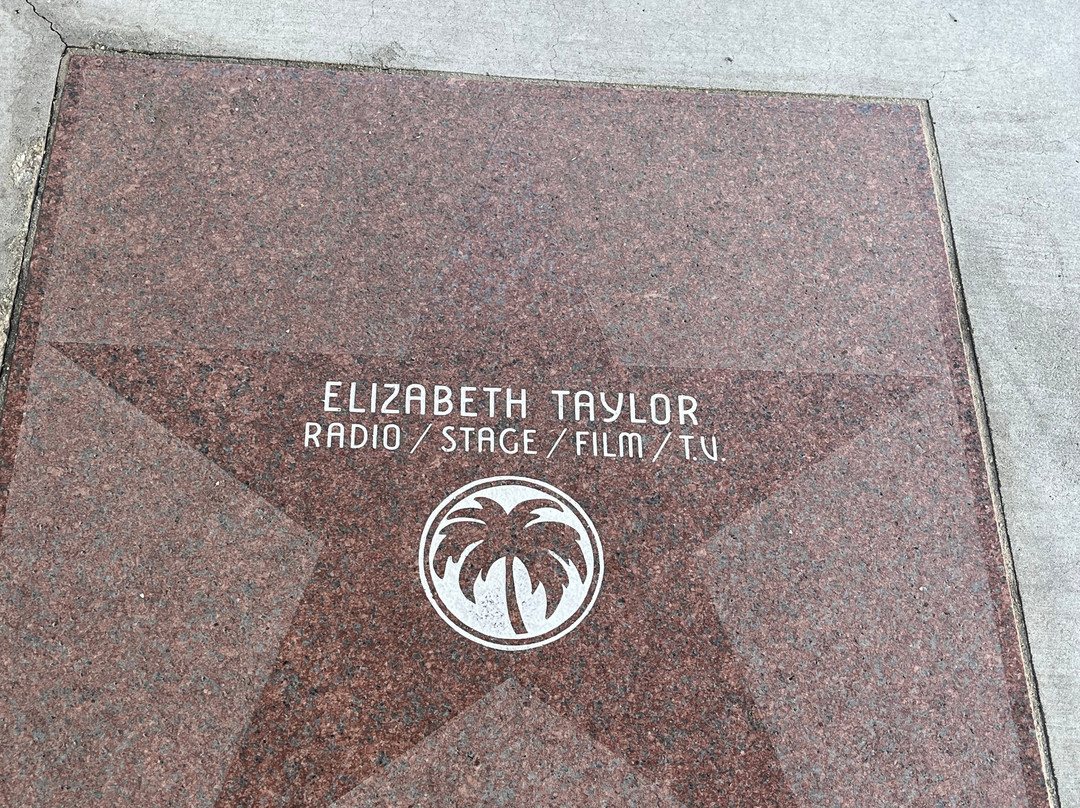 ELIZABETH TAYLOR
RADIO / STAGE / FILM / T.V.